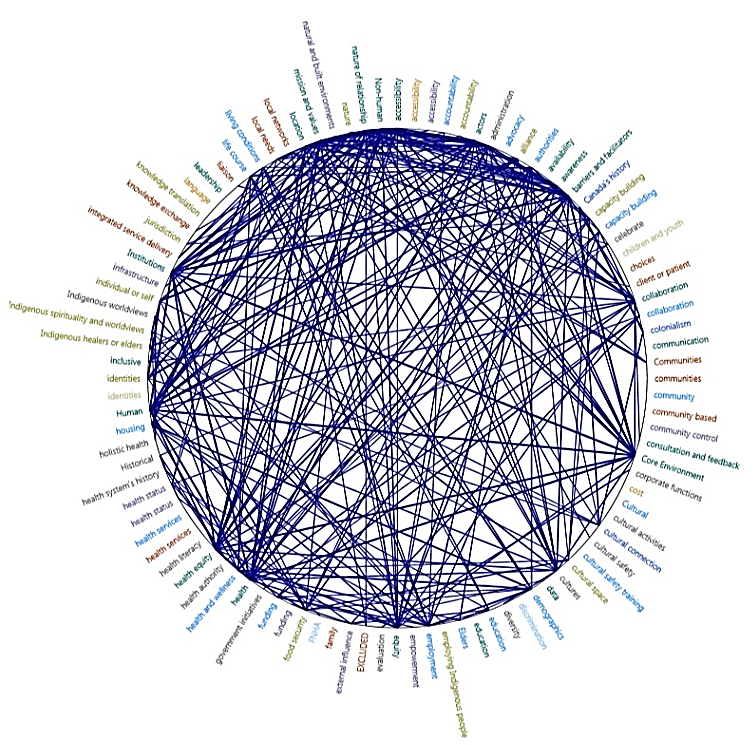 accessibility
accessibility
accessibility
accountability
accountability
actors
administration
advocacy
alliance
authorities
availability
awareness
barriers and facilitators
Canada's history
capacity building
capacity building
celebrate
children and youth
choices
client or patient
collaboration
collaboration
colonialism
communication
Communities
communities
community
community based
community control
consultation and feedback
Core Environment
corporate functions
cost
Cultural
cultural activities
cultural connection
cultural safety
cultural safety training
cultural space
cultures
data
demographics
discrimination
diversity
education
education
Elders
employing Indigenous people
employment
empowerment
equity
evaluation
EXCLUDED
external influence
family
FNHA
food security
funding
funding
government initiatives
health
health and wellness
health authority
health equity
health literacy
health services
health services
health status
health status
health system's history
Historical
holistic health
housing
Human
identities
identities
inclusive
Indigenous healers or elders
Indigenous spirituality and worldviews
Indigenous worldviews
individual or self
infrastructure
Institutions
integrated service delivery
jurisdiction
knowledge exchange
knowledge translation
language
leadership
liaison
life course
living conditions
local needs
local networks
location
mission and values
natural and built environments
nature
nature of relationship
Non-human